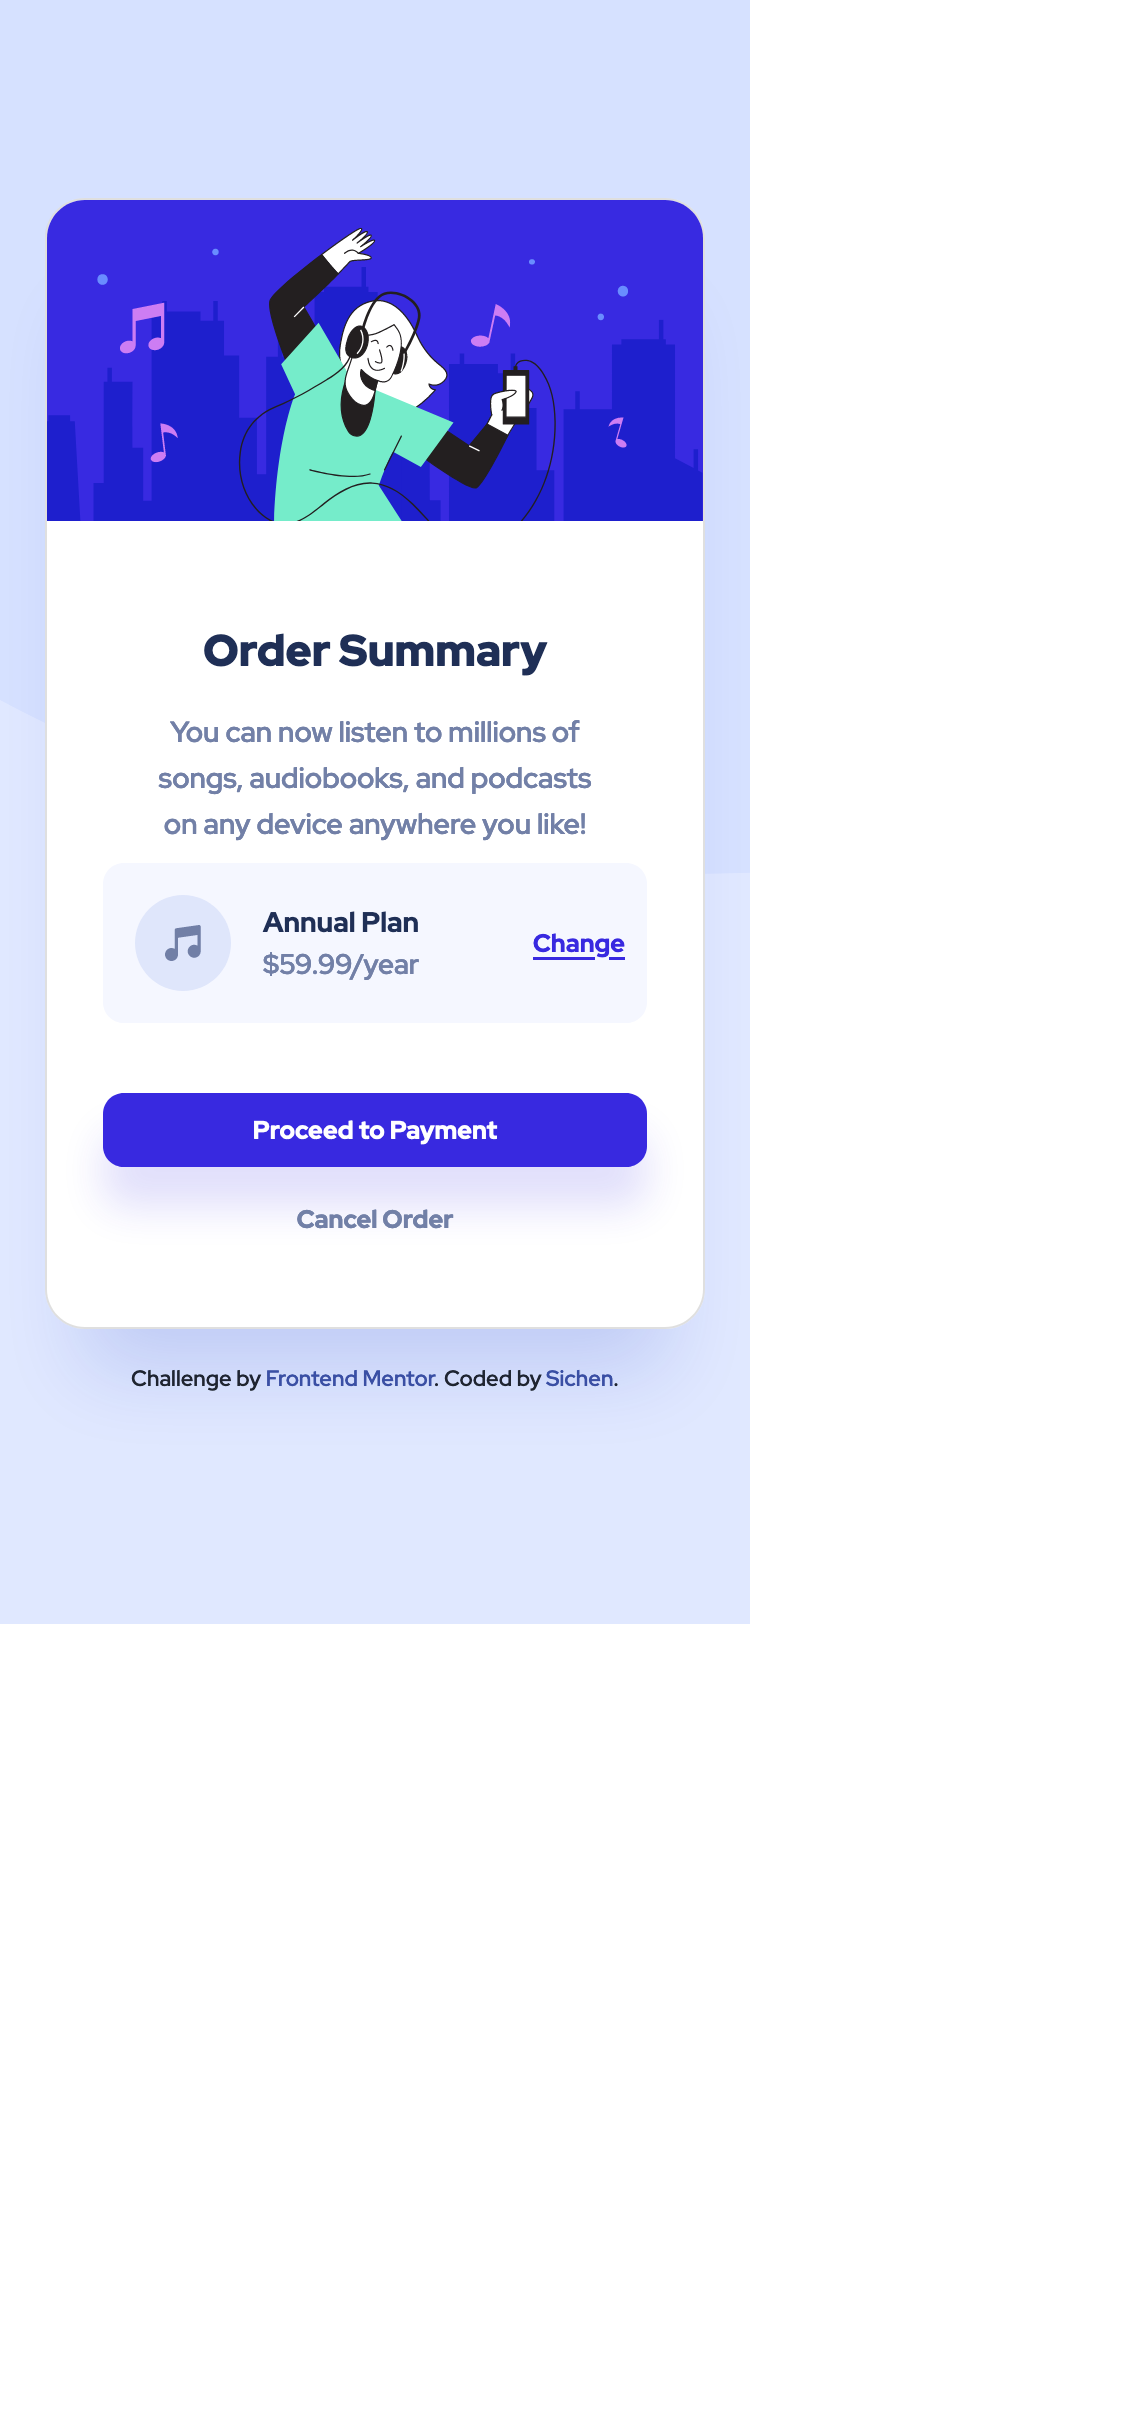 Order Summary
You can now listen to millions of
songs, audiobooks, and podcasts
on any device anywhere you like!
Annual Plan
$59.99/year
Change
Proceed to Payment
Cancel Order
Challenge by Frontend Mentor. Coded by Sichen.